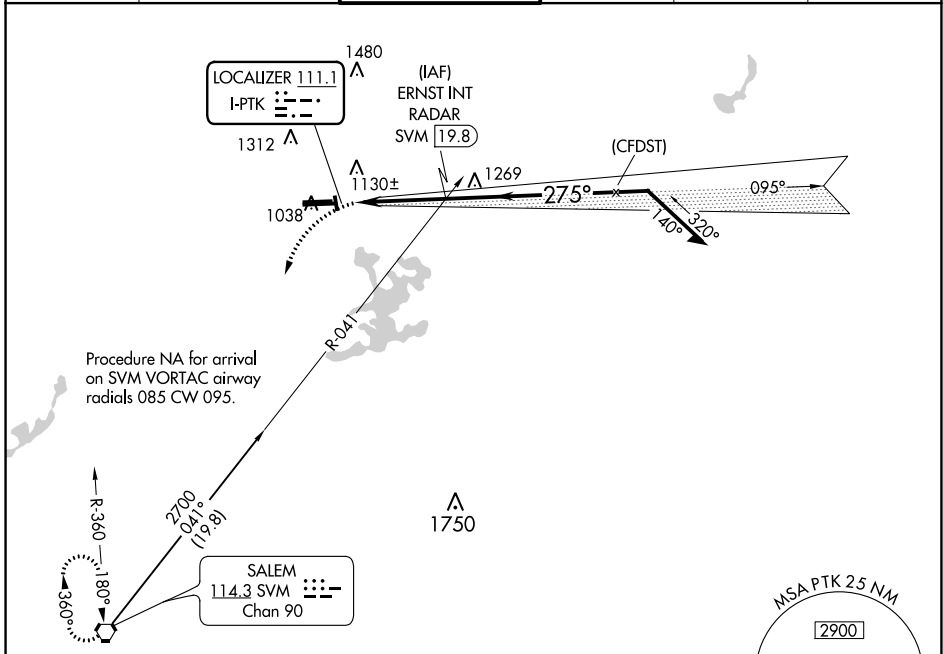 1480
LOCALIZER 111.1
I-PTK
(IAF)
ERNST INT
RADAR
SVM 19.8
1312
(CFDST)
1130±
1269
275°
095°
1038
140°
320°
R-041
Procedure NA for arrival
on SVM VORTAC airway
radials 085 CW 095.
R-360
2700
041°
(19.8)
1750
180°
360°
SALEM
114.3 SVM
Chan 90
MSA PTK 25 NM
2900